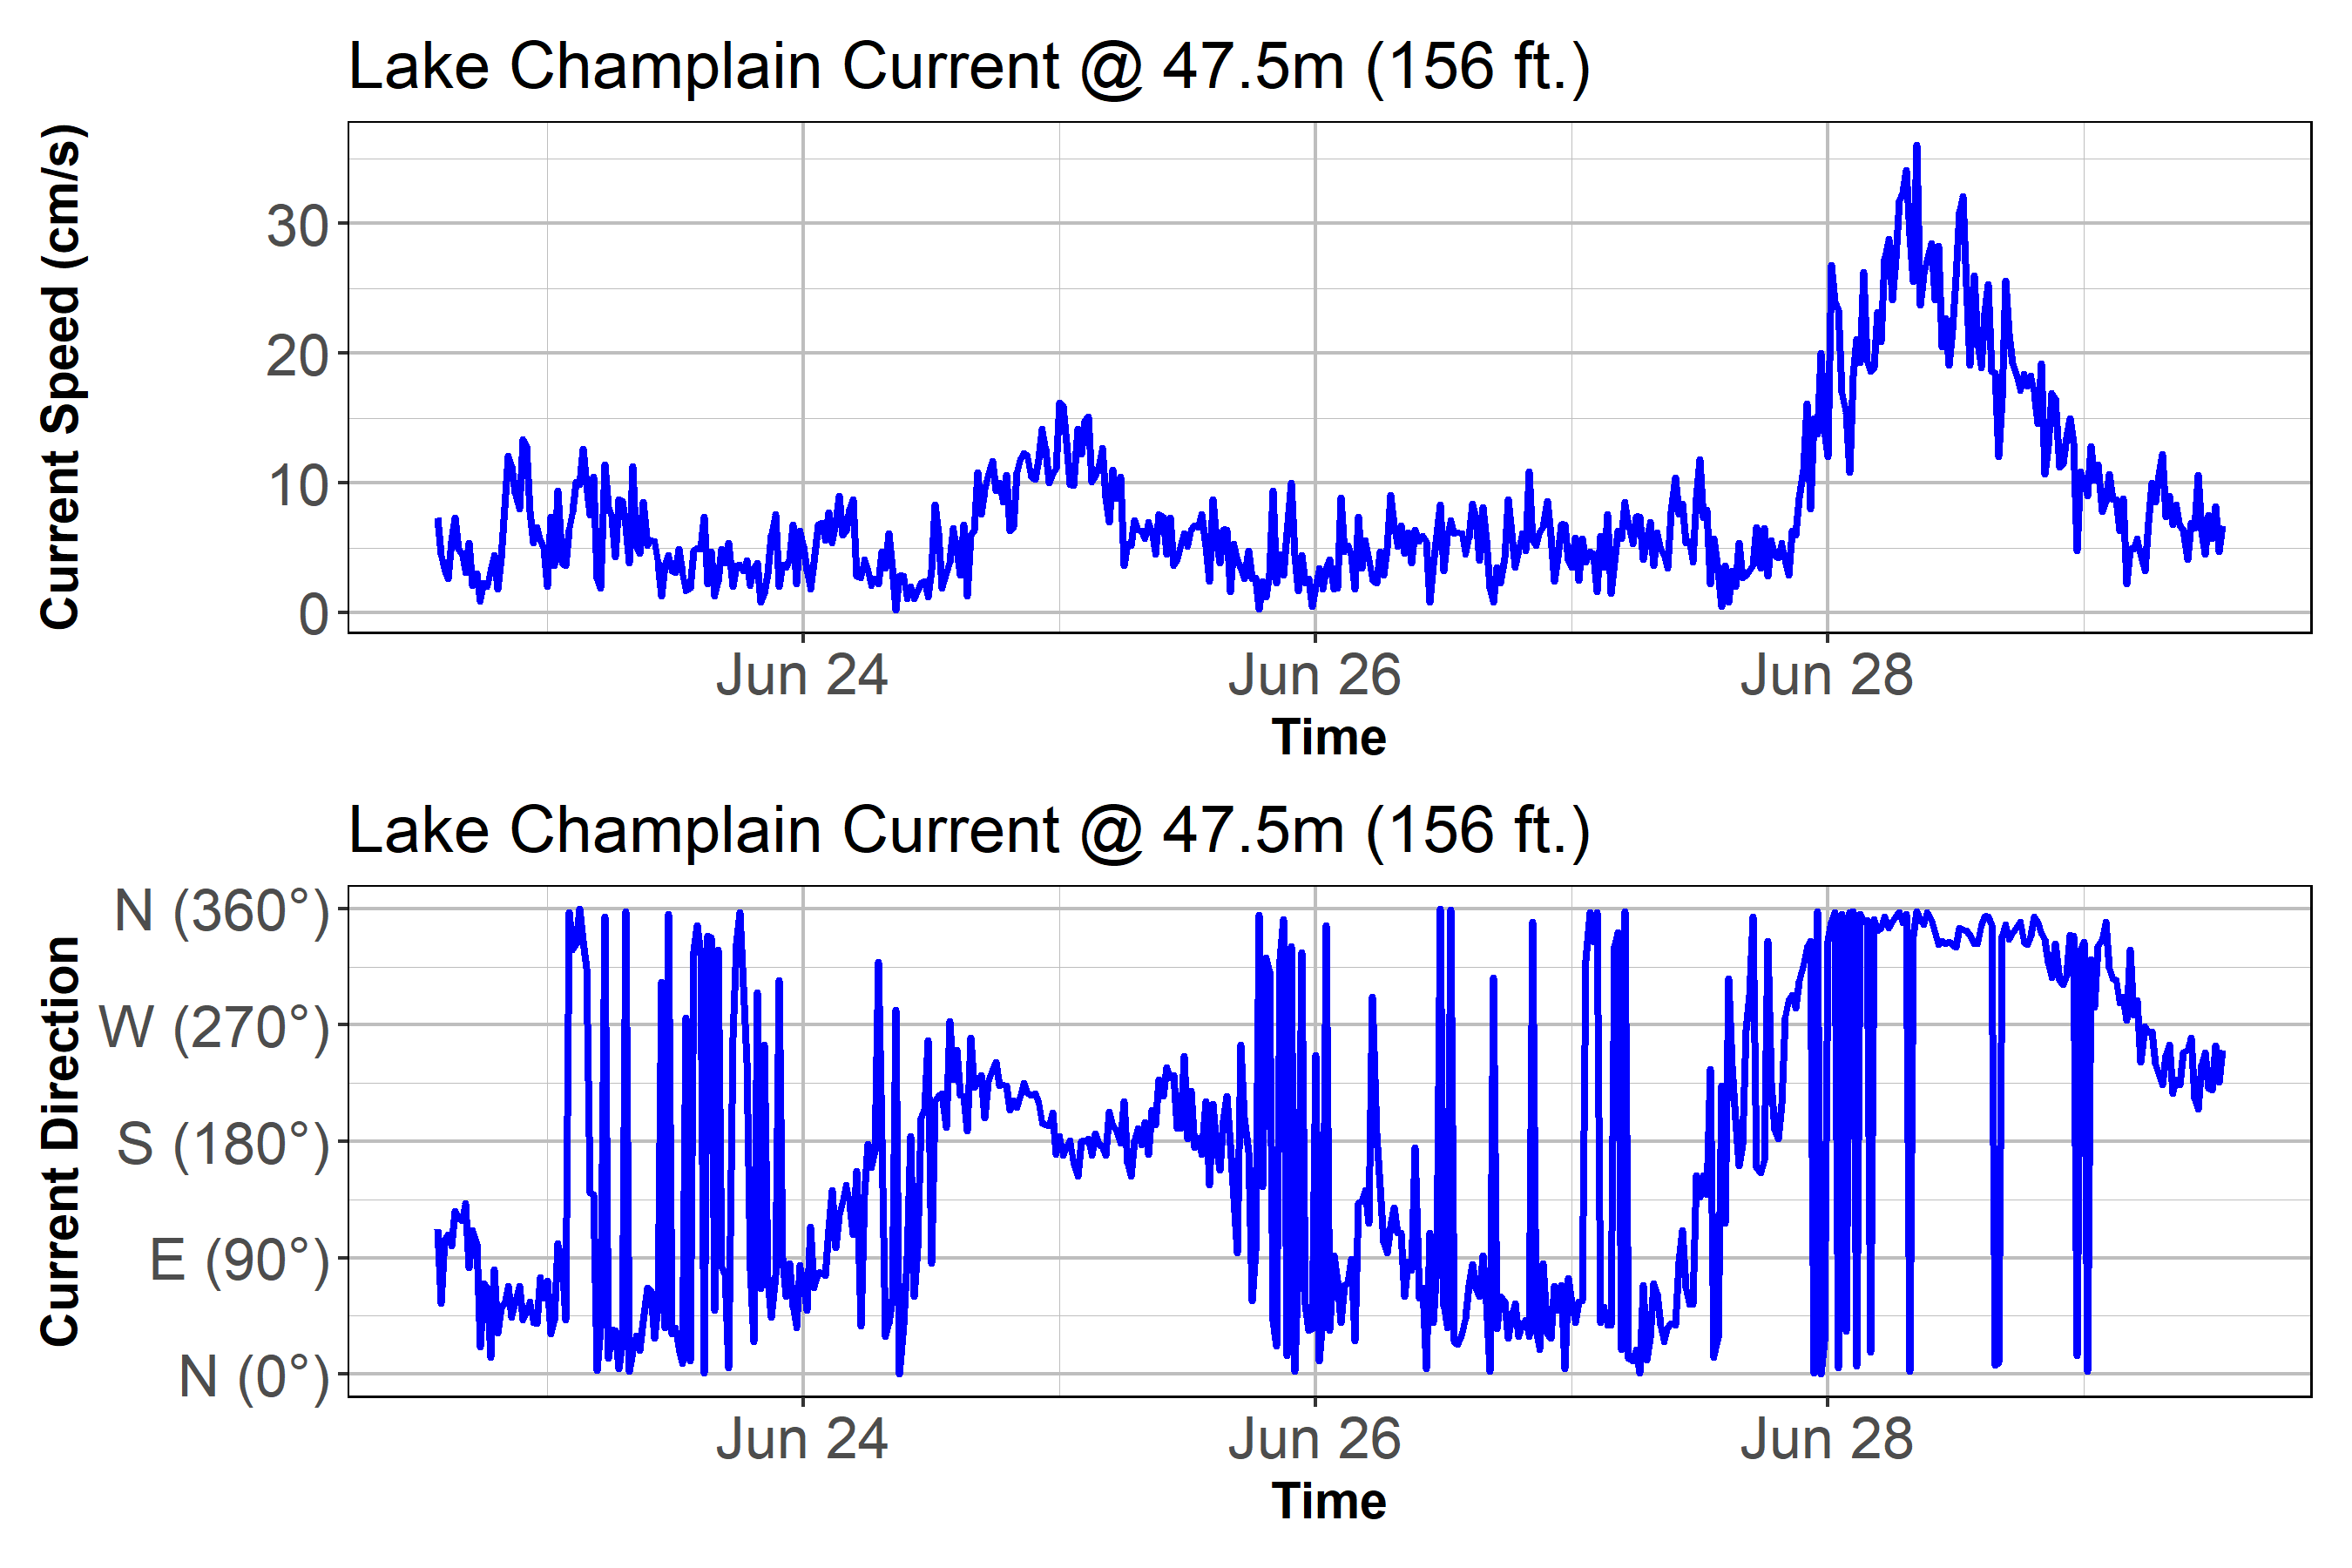 Lake Champlain Current @ 47.5m (156 ft.)
Current Speed (cm/s)
30
20
10
0
Jun 24 Jun 26 Jun 28
Time
Lake Champlain Current @ 47.5m (156 ft.)
Current Direction
N (360°)
W (270°)
S (180°)
E (90°)
N (0°)
Jun 24 Jun 26 Jun 28
Time